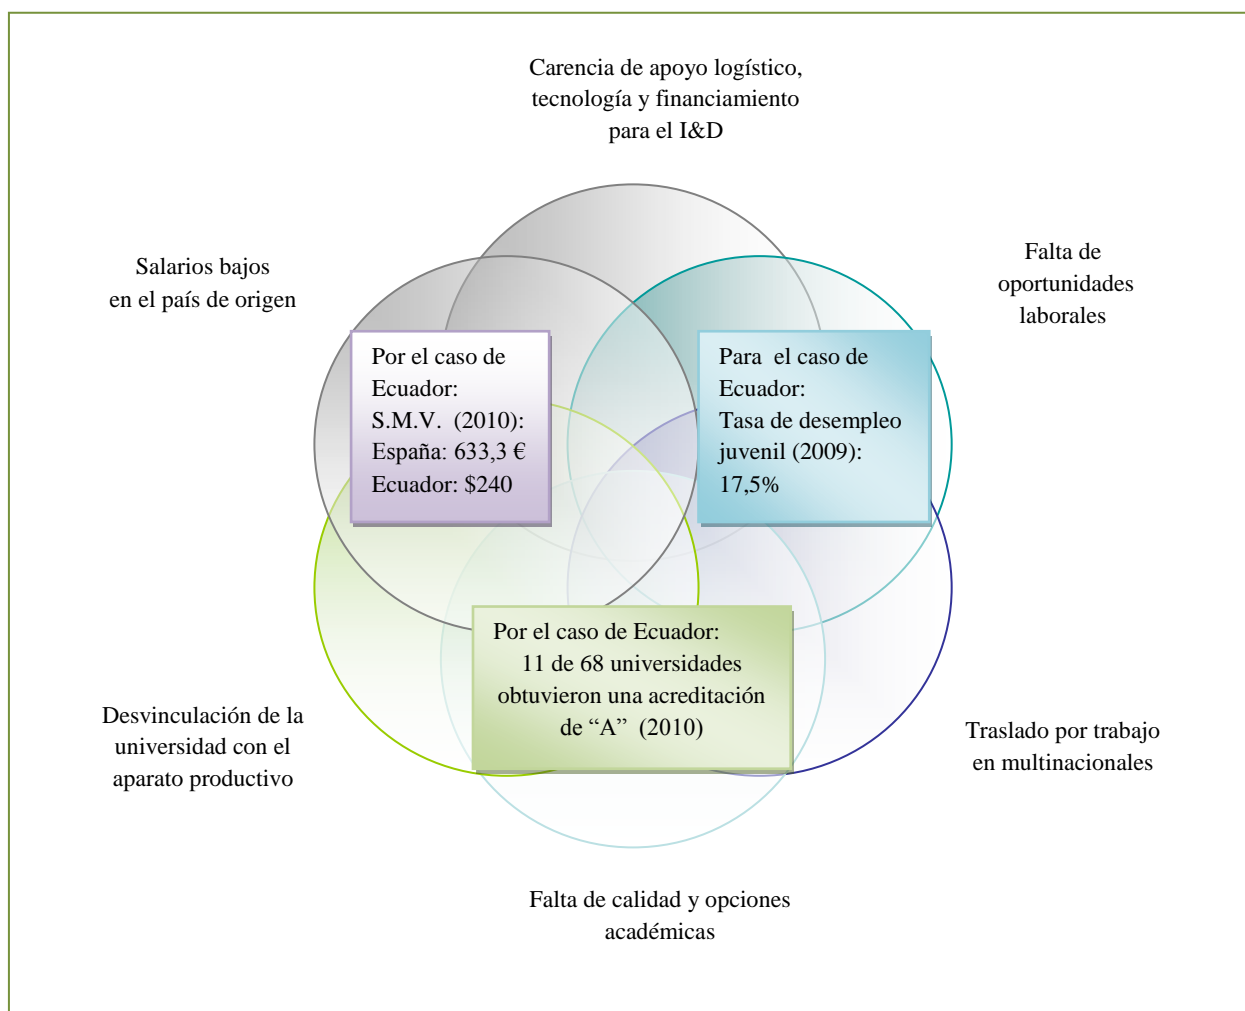 Carencia de apoyo logístico,
tecnología y financiamiento
para el I&D
Salarios bajos
en el país de origen
Falta de
oportunidades
laborales
Por el caso de
Ecuador:
S.M.V. (2010):
España: 633,3 €
Ecuador: $240
Para el caso de
Ecuador:
Tasa de desempleo
juvenil (2009):
17,5%
Por el caso de Ecuador:
11 de 68 universidades
obtuvieron una acreditación
de “A” (2010)
Desvinculación de la
universidad con el
aparato productivo
Traslado por trabajo
en multinacionales
Falta de calidad y opciones
académicas